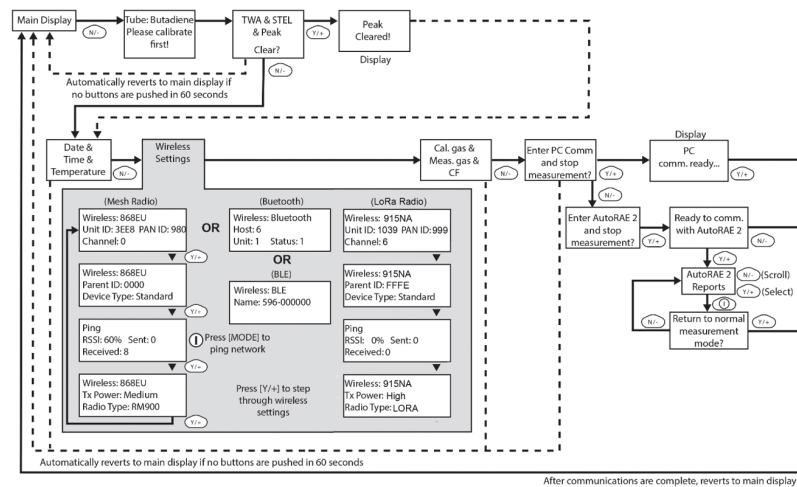 Main Display
N/-
Tube: Butadiene
Please calibrate
first!
TWA & STEL
& Peak
Clear?
Y/+
Peak
Cleared!
Display
N/-
Automatically reverts to main display if
no buttons are pushed in 60 seconds
Date &
Time &
Temperature
N/-
Wireless
Settings
Cal. gas &
Meas. gas &
CF
N/-
Enter PC Comm
and stop
measurement?
Y/+
Display
PC
comm. ready...
Y/+
N/-
Enter AutoRAE 2
and stop
measurement?
Y/+
Ready to comm.
with AutoRAE 2
N/-
Y/+
AutoRAE 2
Reports
N/- (Scroll)
Y/+ (Select)
Return to normal
measurement
mode?
N/-
Y/+
(Mesh Radio)
Wireless: 868EU
Unit ID: 3EE8 PAN ID: 980
Channel: 0
Y/+
Wireless: 868EU
Parent ID: 0000
Device Type: Standard
Y/+
Ping
RSSI: 60% Sent: 0
Received: 8
Y/+
Wireless: 868EU
Tx Power: Medium
Radio Type: RM900
Y/+
OR
(Buetooth)
Wireless: Bluetooth
Host: 6
Unit: 1 Status: 1
OR
(BLE)
Wireless: BLE
Name: 596-000000
Press [MODE] to
ping network
Press [Y/+] to step
through wireless
settings
(LoRa Radio)
Wireless: 915NA
Unit ID: 1039 PAN ID:999
Channel: 6
Wireless: 915NA
Parent ID: FFFE
Device Type: Standard
Ping
RSSI: 0% Sent: 0
Received: 0
Wireless: 915NA
Tx Power: High
Radio Type: LORA
Automatically reverts to main display if no buttons are pushed in 60 seconds
After communications are complete, reverts to main display